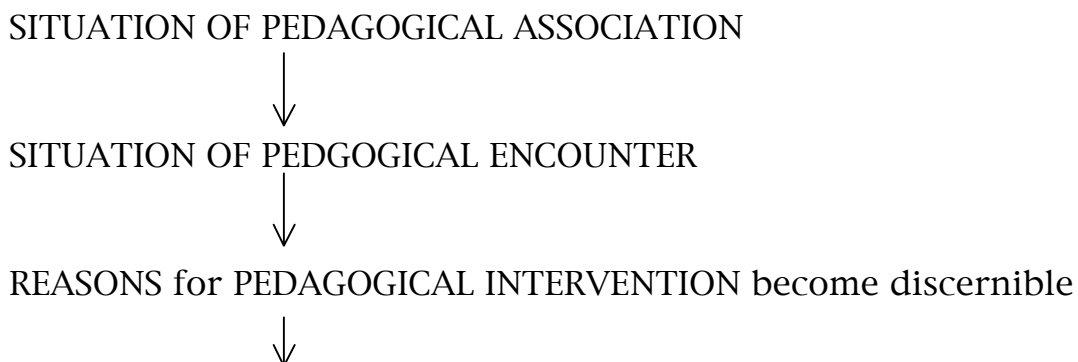 SITUATION OF PEDAGOGICAL ASSOCIATION
SITUATION OF PEDGOGICAL ENCOUNTER
REASONS for PEDAGOGICAL INTERVENTION become discernible